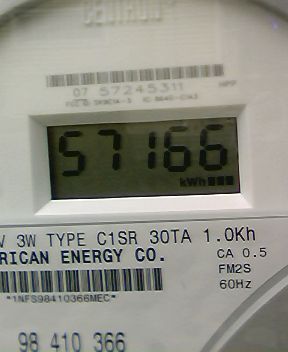 CENTRON
07 57245311
57166
kWh
V 3W TYPE C1SR 30TA 1.0Kh
RICAN ENERGY CO.
CA 0.5
FM2S
60Hz
*1NFS98410366MEC*
98 410 366